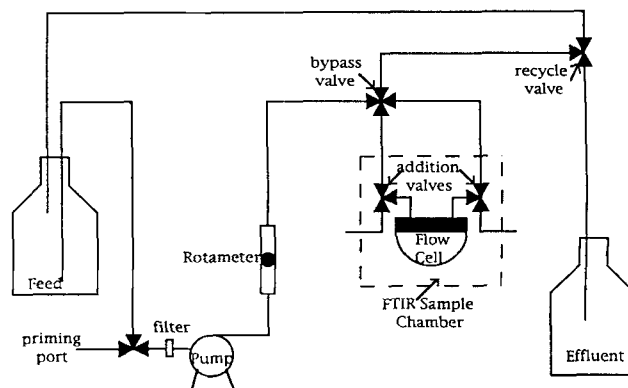 bypass
valve
recycle
valve
addition
valves
Flow
Cell
Rotameter
Feed
FTIR Sample
Chamber
filter
priming
port
Pump
Effluent